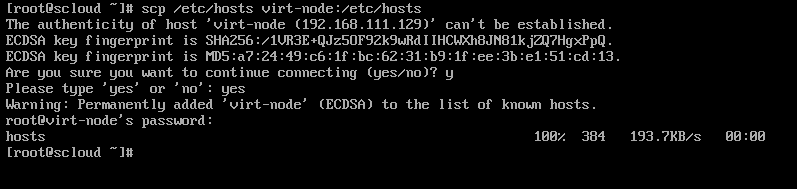 [root@scloud ~]# scp /etc/hosts virt-node:/etc/hosts
The authenticity of host 'virt-node (192.168.111.129)' can't be established.
ECDSA key fingerprint is SHA256:/1VR3E+QJz5OF92k9wRdIIHCWXh8JN81kjZQ7HgxPpQ.
ECDSA key fingerprint is MD5:a7:24:49:c6:1f:bc:62:31:b9:1f:ee:3b:e1:51:cd:13.
Are you sure you want to continue connecting (yes/no)? y
Please type 'yes' or 'no': yes
Warning: Permanently added 'virt-node' (ECDSA) to the list of known hosts.
root@virt-node's password:
hosts 100% 384 193.7KB/s 00:00
[root@scloud ~]#